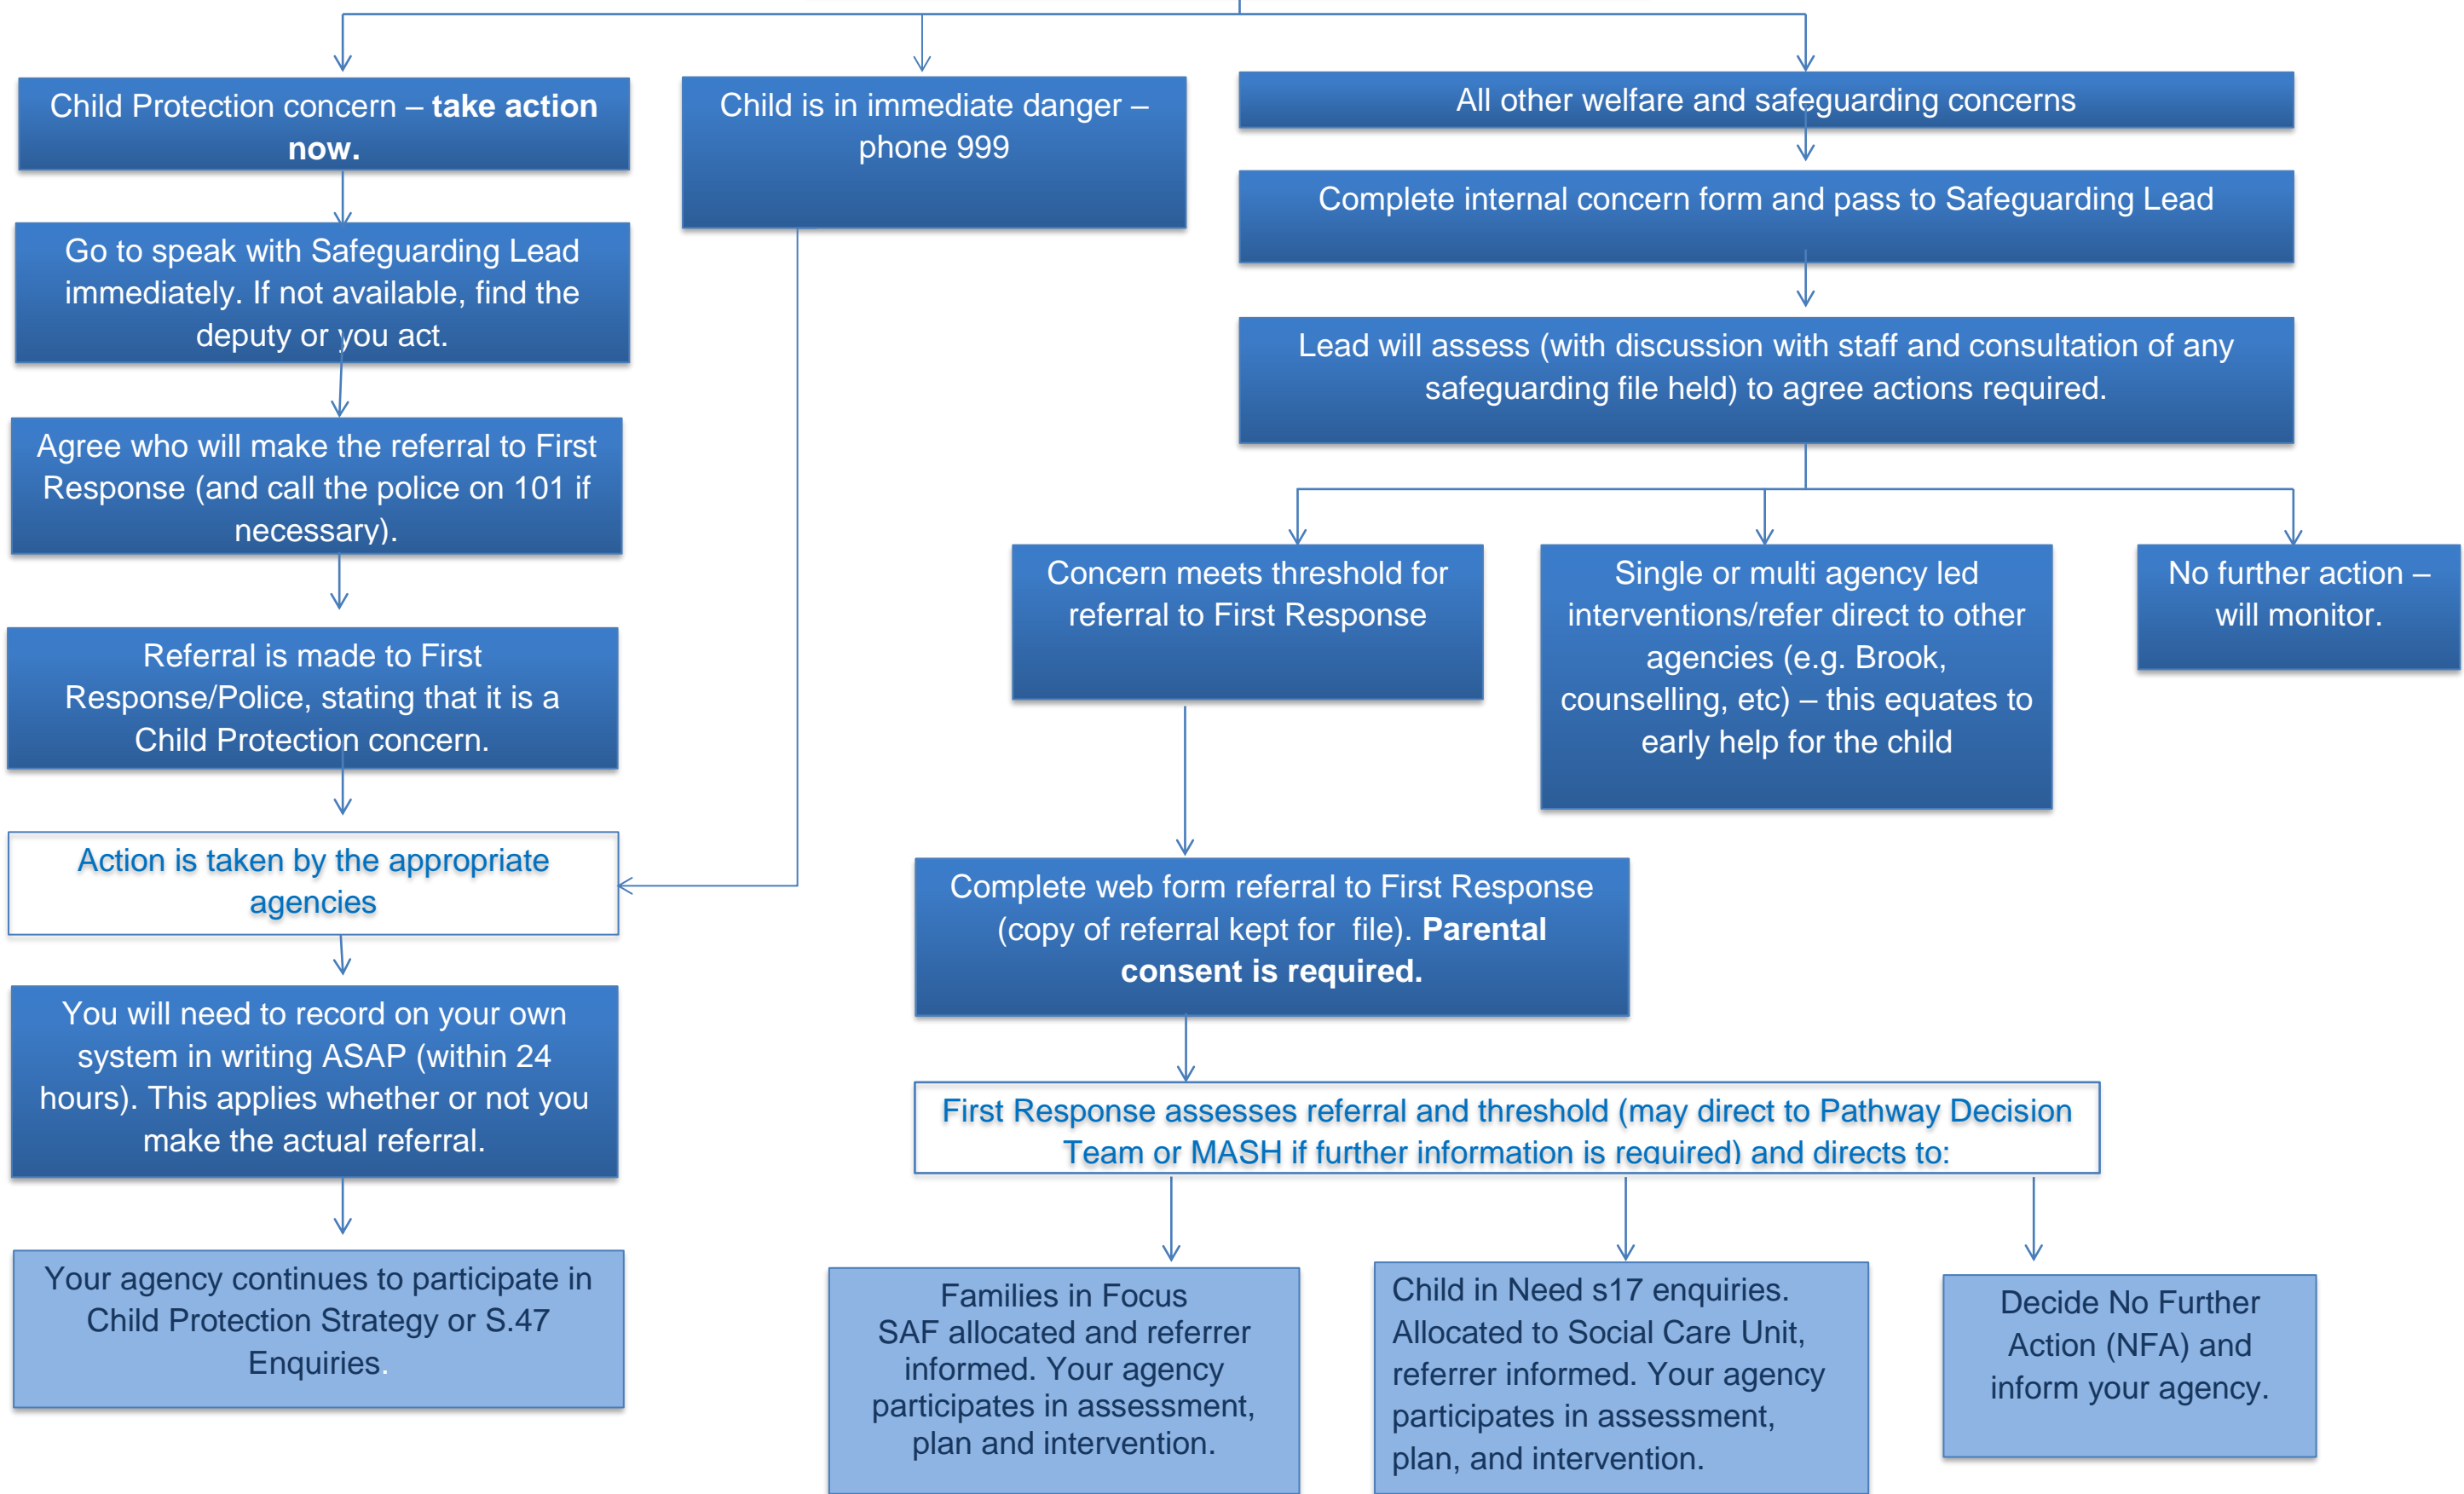 Child Protection concern – take action
now.
Child is in immediate danger –
phone 999
All other welfare and safeguarding concerns
Complete internal concern form and pass to Safeguarding Lead
Go to speak with Safeguarding Lead
immediately. If not available, find the
deputy or you act.
Lead will assess (with discussion with staff and consultation of any
safeguarding file held) to agree actions required.
Agree who will make the referral to First
Response (and call the police on 101 if
necessary).
Concern meets threshold for
referral to First Response
Single or multi agency led
interventions/refer direct to other
agencies (e.g. Brook,
counselling, etc) – this equates to
early help for the child
No further action –
will monitor.
Referral is made to First
Response/Police, stating that it is a
Child Protection concern.
Action is taken by the appropriate
agencies
Complete web form referral to First Response
(copy of referral kept for  file). Parental
consent is required.
You will need to record on your own
system in writing ASAP (within 24
hours). This applies whether or not you
make the actual referral.
First Response assesses referral and threshold (may direct to Pathway Decision
Team or MASH if further information is required) and directs to:
Your agency continues to participate in
Child Protection Strategy or S.47
Enquiries.
Families in Focus
SAF allocated and referrer
informed. Your agency
participates in assessment,
plan and intervention.
Child in Need s17 enquiries.
Allocated to Social Care Unit,
referrer informed. Your agency
participates in assessment,
plan, and intervention.
Decide No Further
Action (NFA) and
inform your agency.